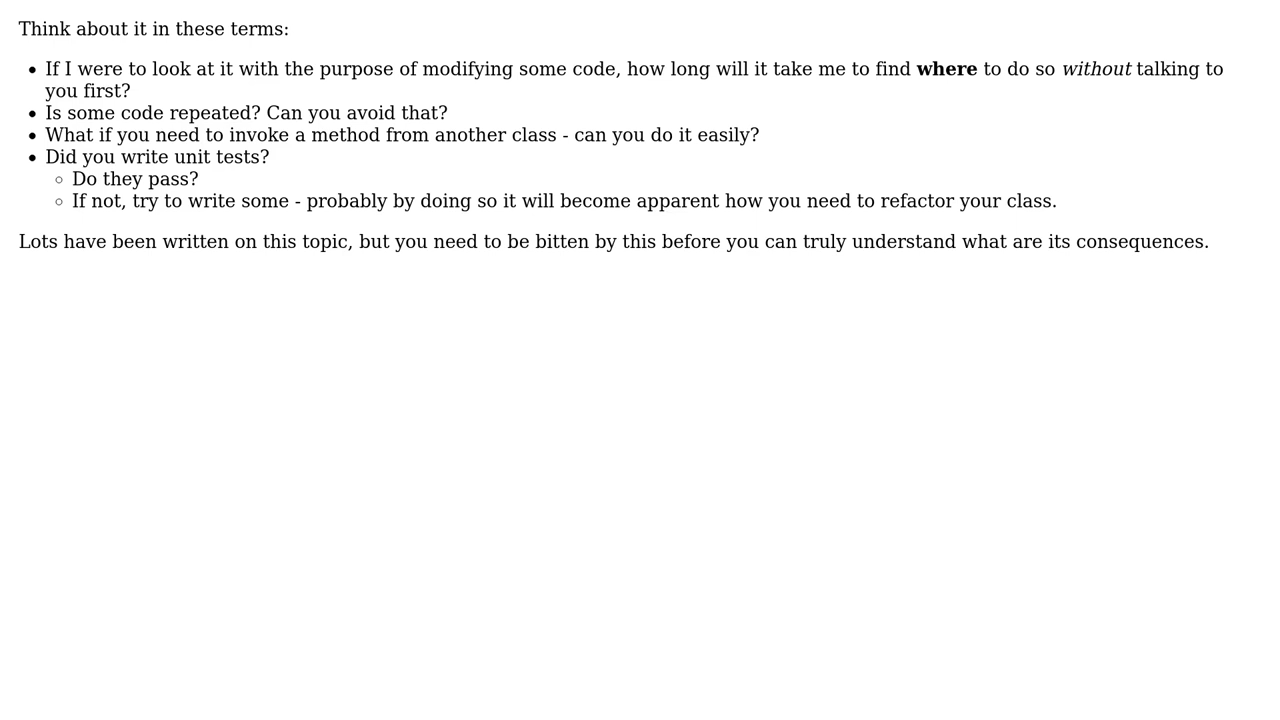 Think about it in these terms:
• If I were to look at it with the purpose of modifying some code, how long will it take me to find where to do so without talking to
you first?
• Is some code repeated? Can you avoid that?
• What if you need to invoke a method from another class - can you do it easily?
• Did you write unit tests?
◦ Do they pass?
◦ If not, try to write some - probably by doing so it will become apparent how you need to refactor your class.
Lots have been written on this topic, but you need to be bitten by this before you can truly understand what are its consequences.